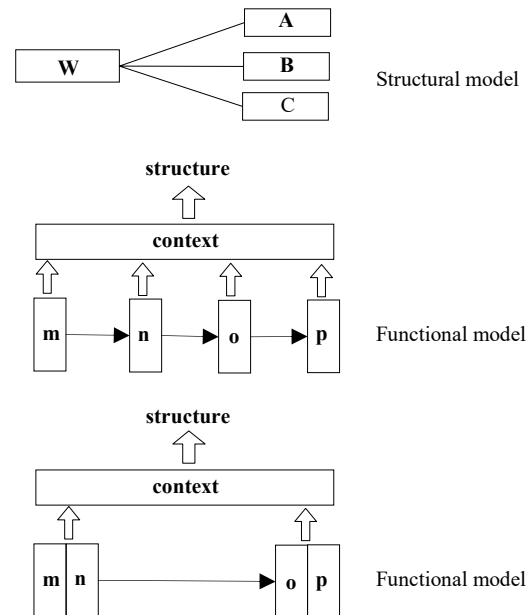 A
W
B
C
Structural model
structure
context
m
n
o
p
Functional model
structure
context
m n
o p
Functional model